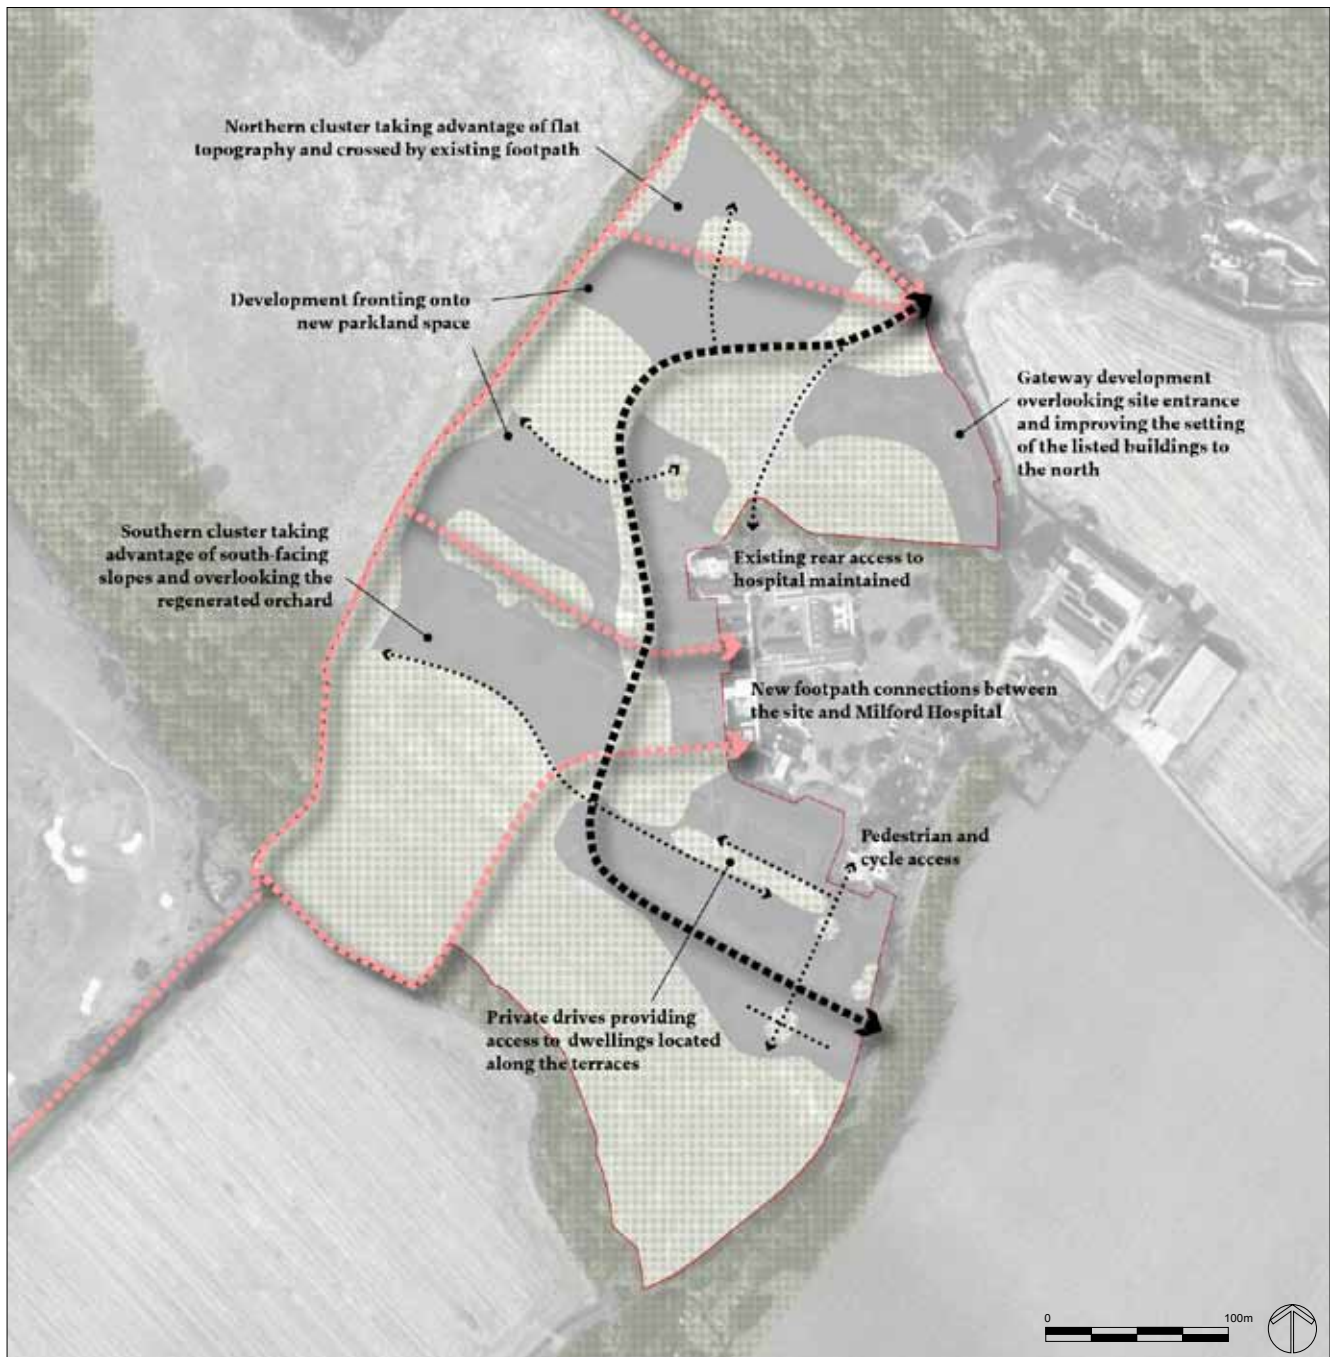 Northern cluster taking advantage of flat
topography and crossed by existing footpath
Development fronting onto
new parkland space
Gateway development
overlooking site entrance
and improving the setting
of the listed buildings to
the north
Southern cluster taking
advantage of south-facing
slopes and overlooking the
regenerated orchard
Existing rear access to
hospital maintained
New footpath connections between
the site and Milford Hospital
Pedestrian and
cycle access
Private drives providing
access to dwellings located
along the terraces
0 100m